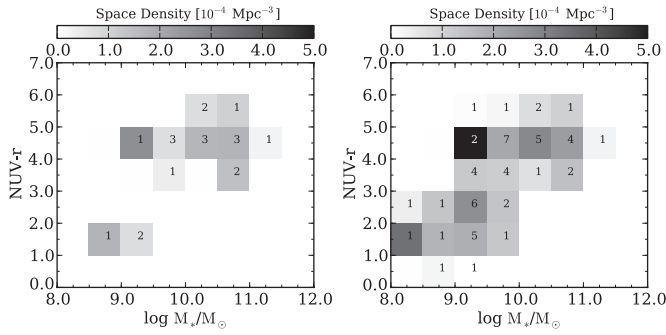 Space Density [10⁻⁴ Mpc⁻³]
0.0 1.0 2.0 3.0 4.0 5.0
7.0
6.0
2 1
5.0
1 3 3 3 1
4.0
1 2
3.0
2.0
1 2
1.0
0.0
NUV-r
8.0 9.0 10.0 11.0 12.0
log M*/M⊙
Space Density [10⁻⁴ Mpc⁻³]
0.0 1.0 2.0 3.0 4.0 5.0
7.0
6.0
1 1 2 1
5.0
2 7 5 4 1
4.0
4 4 1 2
3.0
1 1 6 2
2.0
1 1 5 1
1.0
1 1
0.0
NUV-r
8.0 9.0 10.0 11.0 12.0
log M*/M⊙